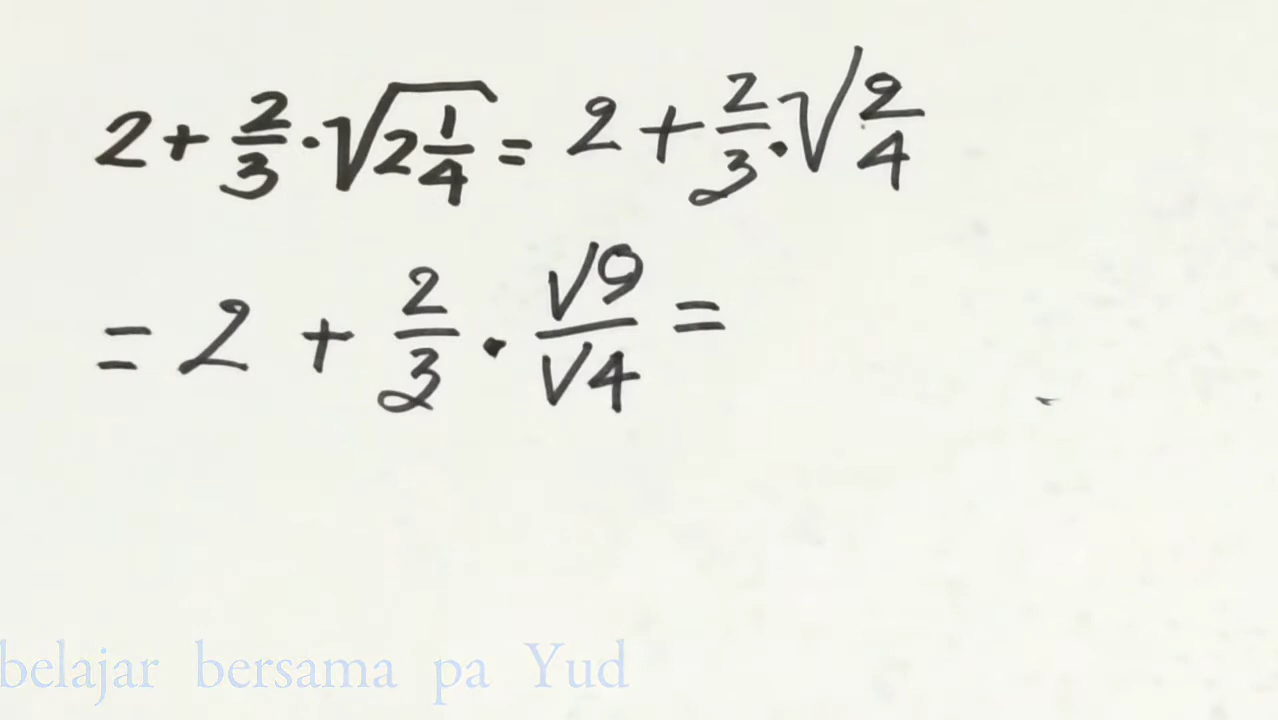 2 + 2/3 · √2 1/4 = 2 + 2/3 · √9/4
= 2 + 2/3 · √9/√4 =
belajar bersama pa Yud